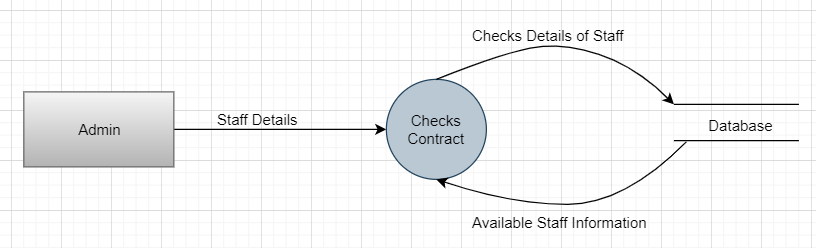 Checks Details of Staff
Admin
Staff Details
Checks
Contract
Database
Available Staff Information